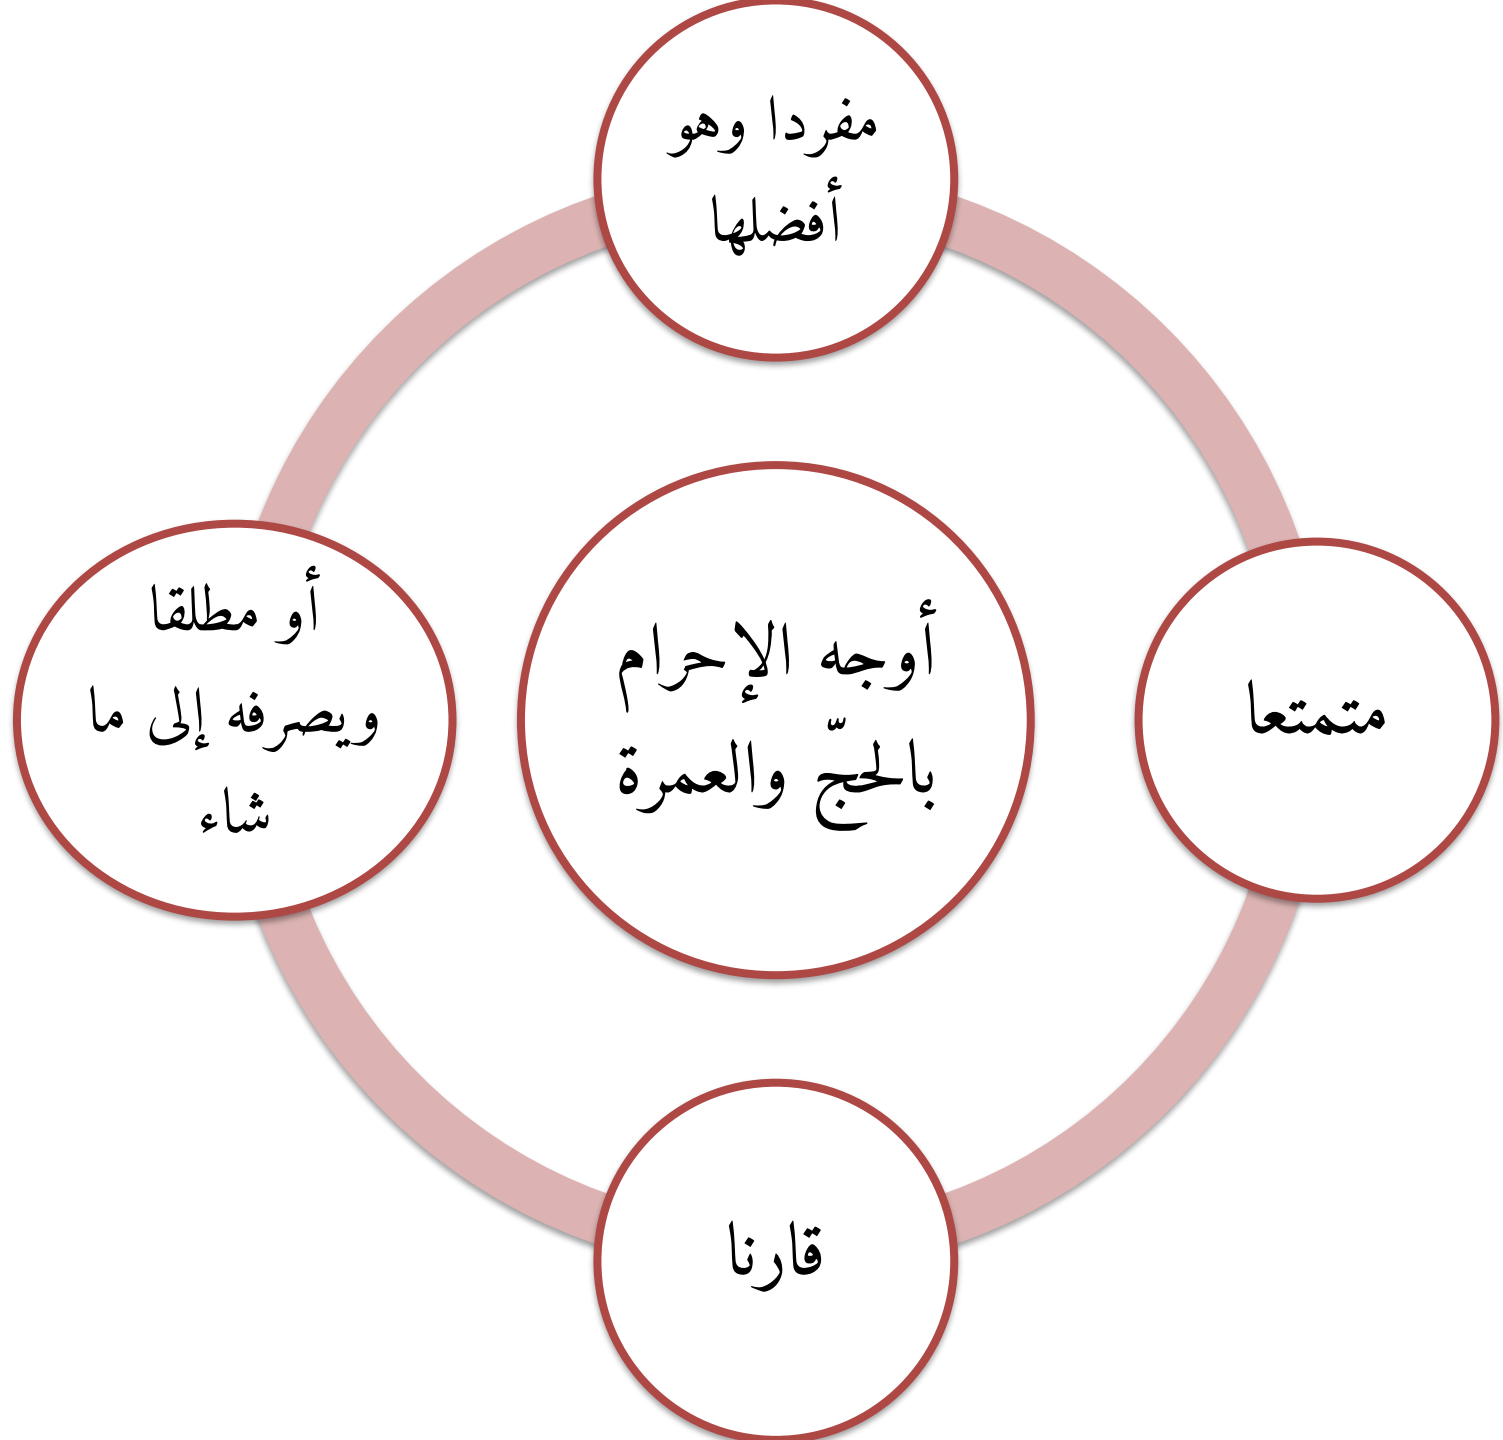 مفردا وهو
أفضلها
أوجه الإحرام
بالحجّ والعمرة
متمتعا
قارنا
أو مطلقا
ويصرفه إلى ما
شاء